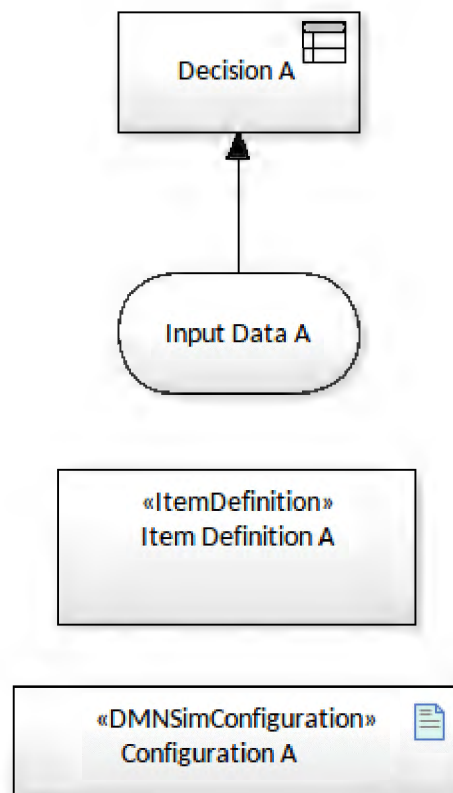 Decision A
Input Data A
«ItemDefinition»
Item Definition A
«DMNSimConfiguration»
Configuration A